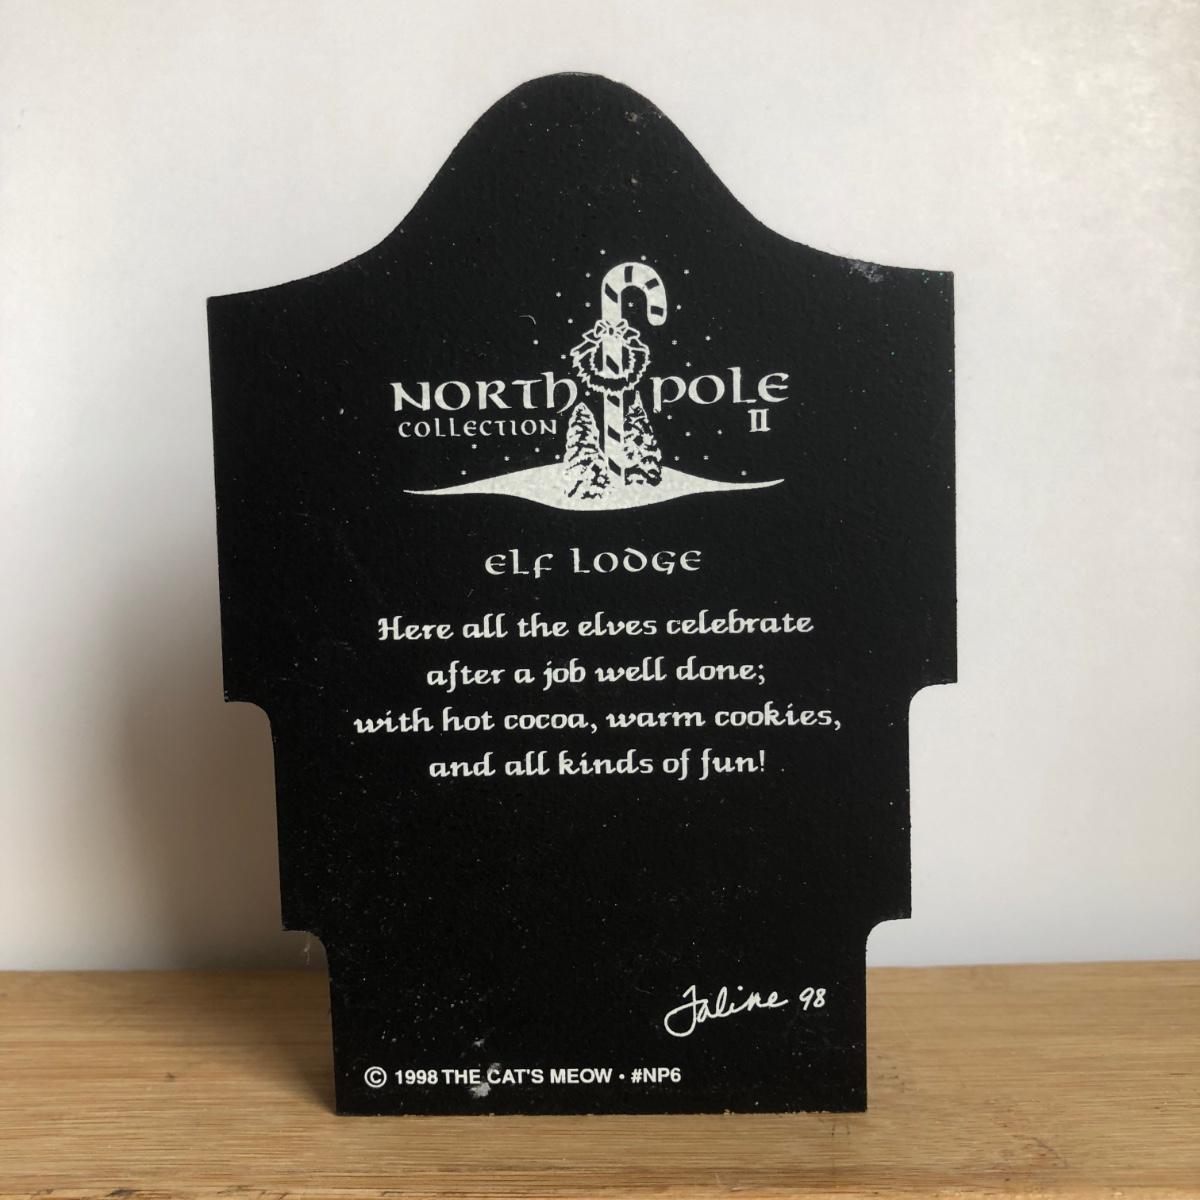 NORTH POLE
COLLECTION II
ELF LODGE
Here all the elves celebrate
after a job well done;
with hot cocoa, warm cookies,
and all kinds of fun!
Faline 98
© 1998 THE CAT'S MEOW • #NP6